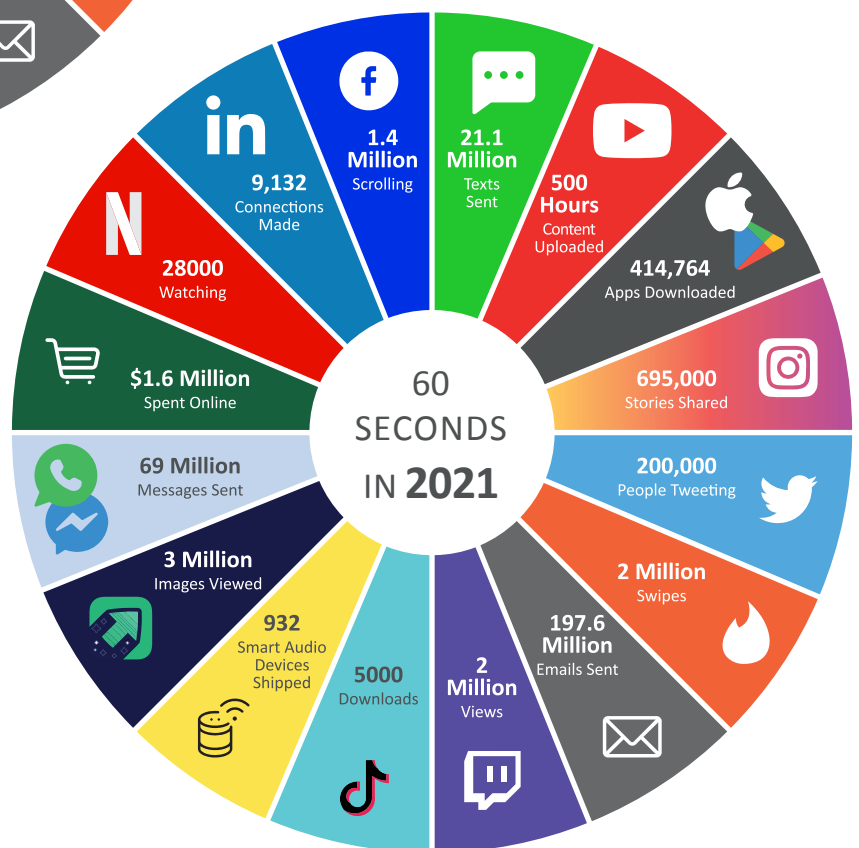 1.4
Million
Scrolling
21.1
Million
Texts
Sent
500
Hours
Content
Uploaded
414,764
Apps Downloaded
695,000
Stories Shared
200,000
People Tweeting
2 Million
Swipes
197.6
Million
Emails Sent
2
Million
Views
5000
Downloads
932
Smart Audio
Devices
Shipped
3 Million
Images Viewed
69 Million
Messages Sent
$1.6 Million
Spent Online
28000
Watching
N
in
9,132
Connections
Made
60
SECONDS
IN 2021